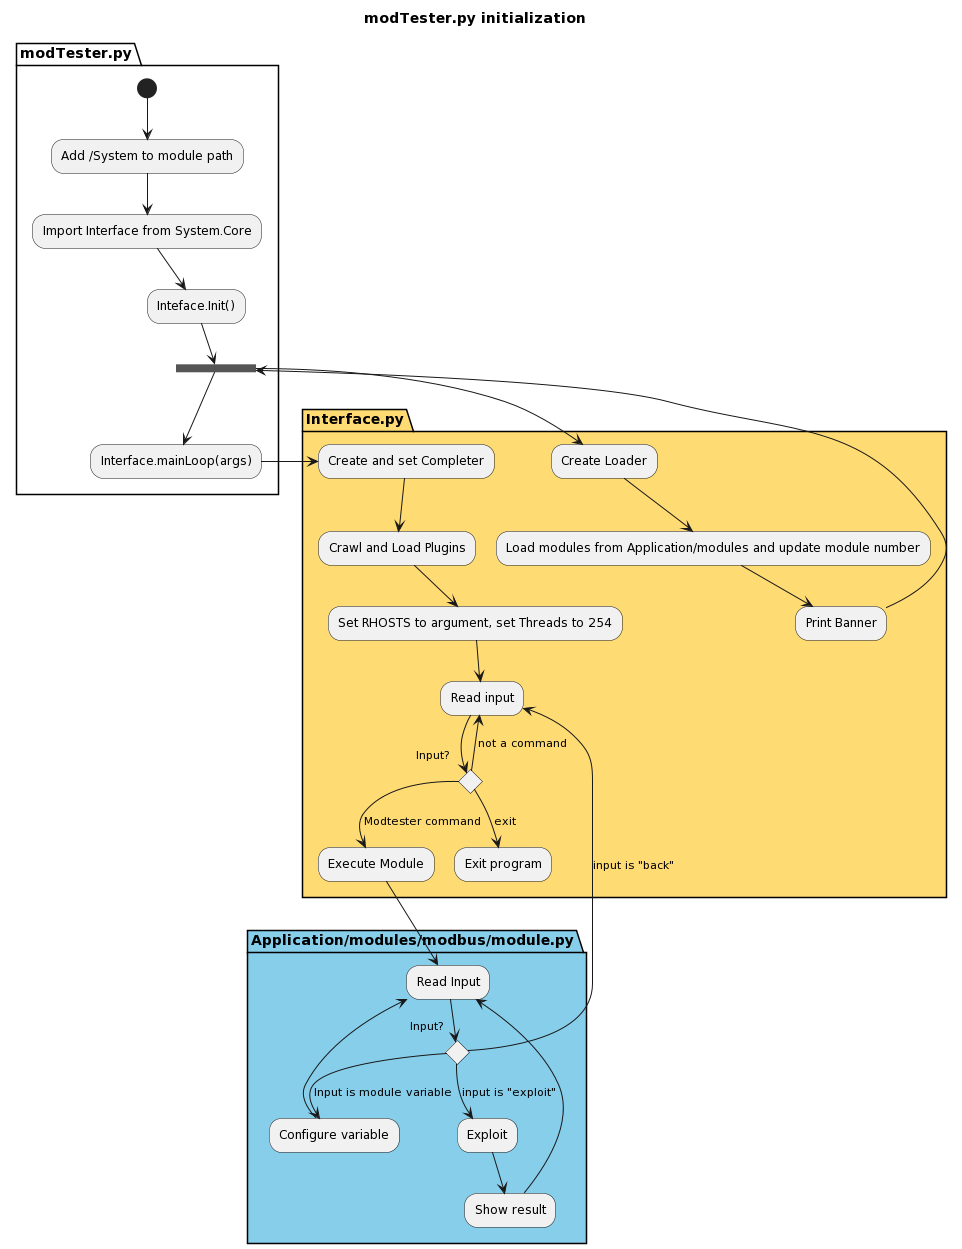 modTester.py initialization
modTester.py
Add /System to module path
Import Interface from System.Core
Inteface.Init()
Interface.mainLoop(args)
Interface.py
Create and set Completer
Create Loader
Crawl and Load Plugins
Load modules from Application/modules and update module number
Set RHOSTS to argument, set Threads to 254
Print Banner
Read input
not a command
Input?
Modtester command
exit
Execute Module
Exit program
input is "back"
Application/modules/modbus/module.py
Read Input
Input?
Input is module variable
input is "exploit"
Configure variable
Exploit
Show result